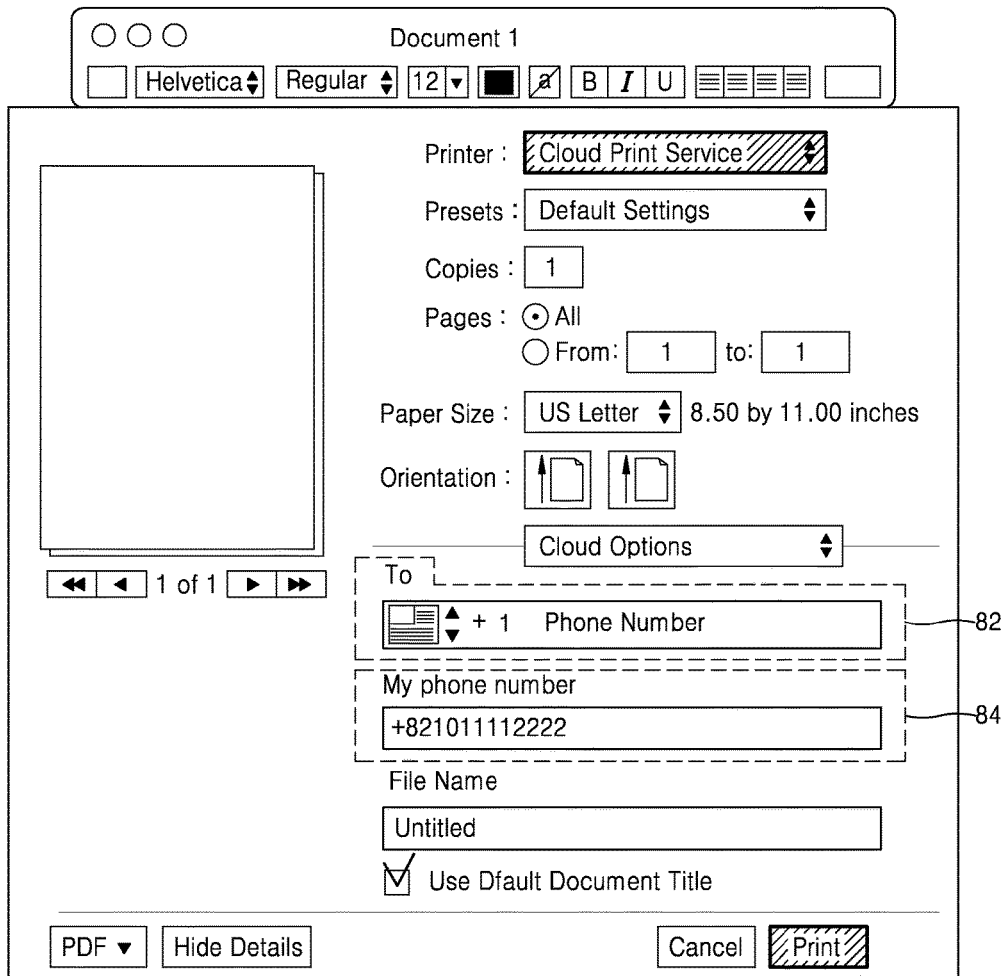 Document 1
Helvetica Regular 12 a B I U
Printer : Cloud Print Service
Presets : Default Settings
Copies : 1
Pages : All
From: 1 to: 1
Paper Size : US Letter 8.50 by 11.00 inches
Orientation :
Cloud Options
1 of 1
To
+ 1 Phone Number
82
My phone number
+821011112222
84
File Name
Untitled
Use Dfault Document Title
PDF Hide Details Cancel Print